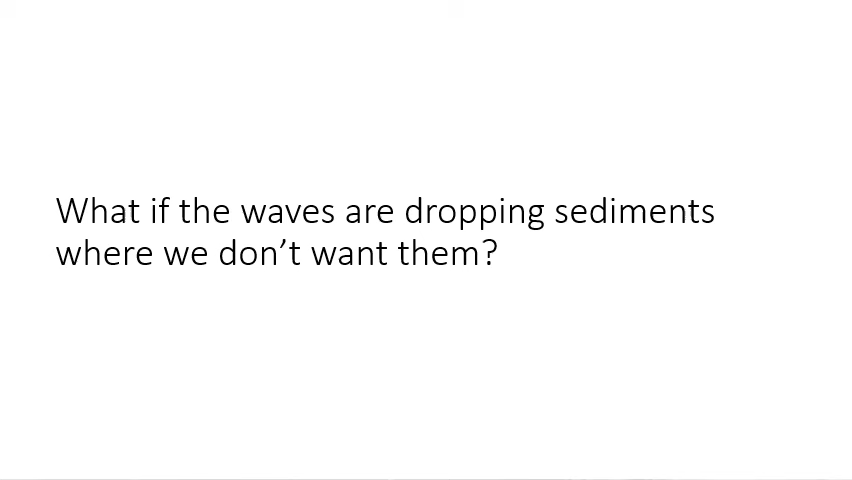 What if the waves are dropping sediments
where we don’t want them?